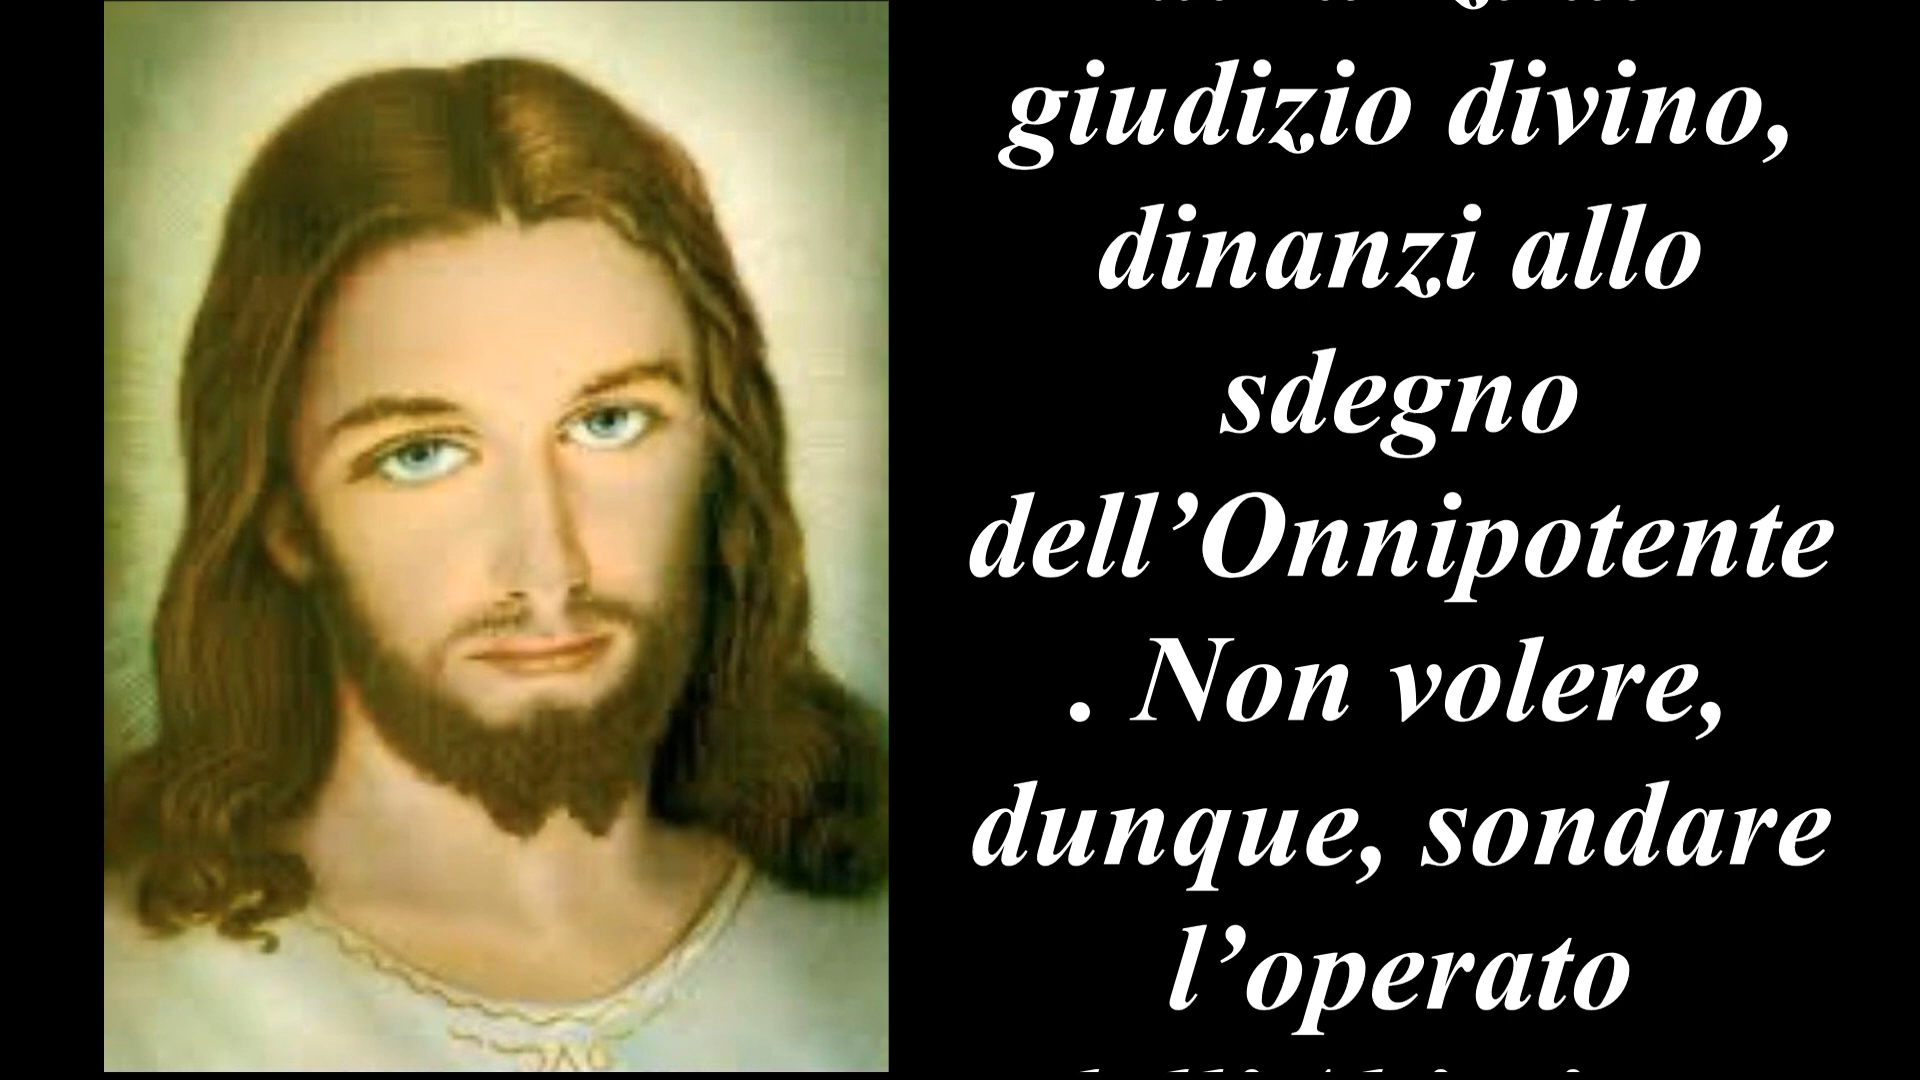 giudizio divino,
dinanzi allo
sdegno
dell’Onnipotente
. Non volere,
dunque, sondare
l’operato